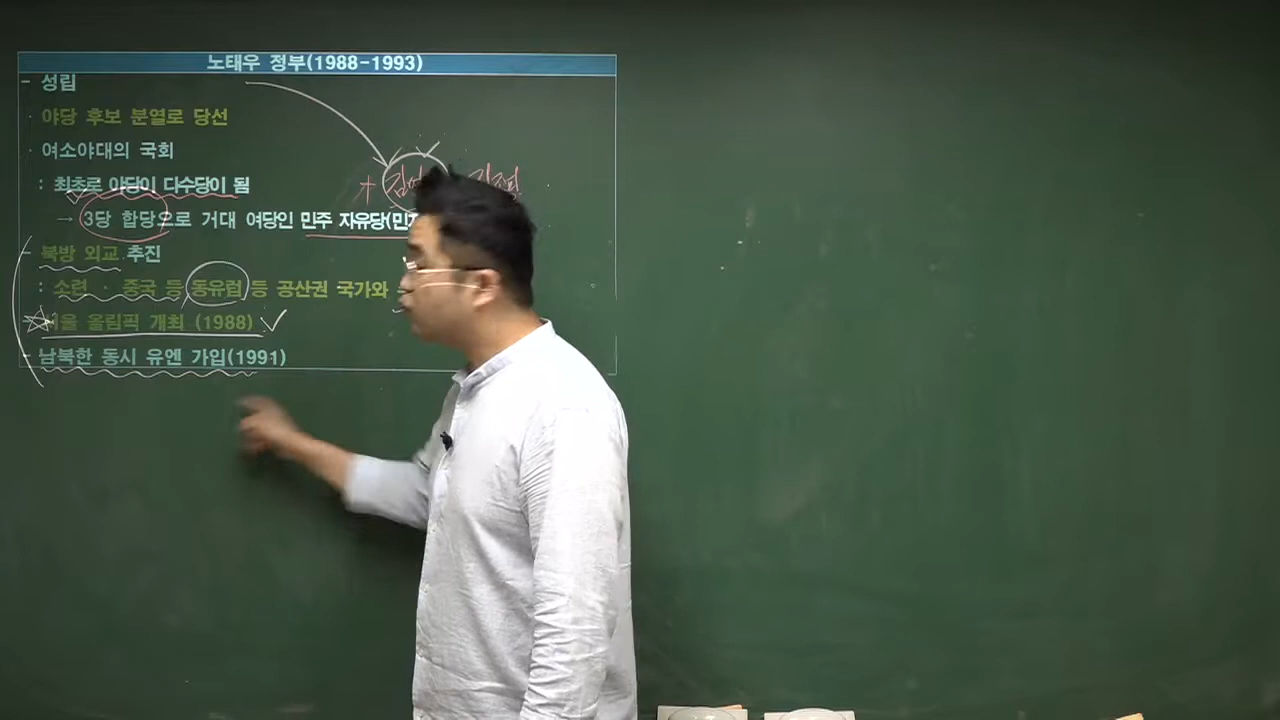 노태우 정부(1988-1993)
- 성립
· 야당 후보 분열로 당선
· 여소야대의 국회
: 최초로 야당이 다수당이 됨
→ 3당 합당으로 거대 여당인 민주 자유당(민자
- 북방 외교 추진
: 소련 · 중국 등 동유럽 등 공산권 국가와
서울 올림픽 개최 (1988)
- 남북한 동시 유엔 가입(1991)